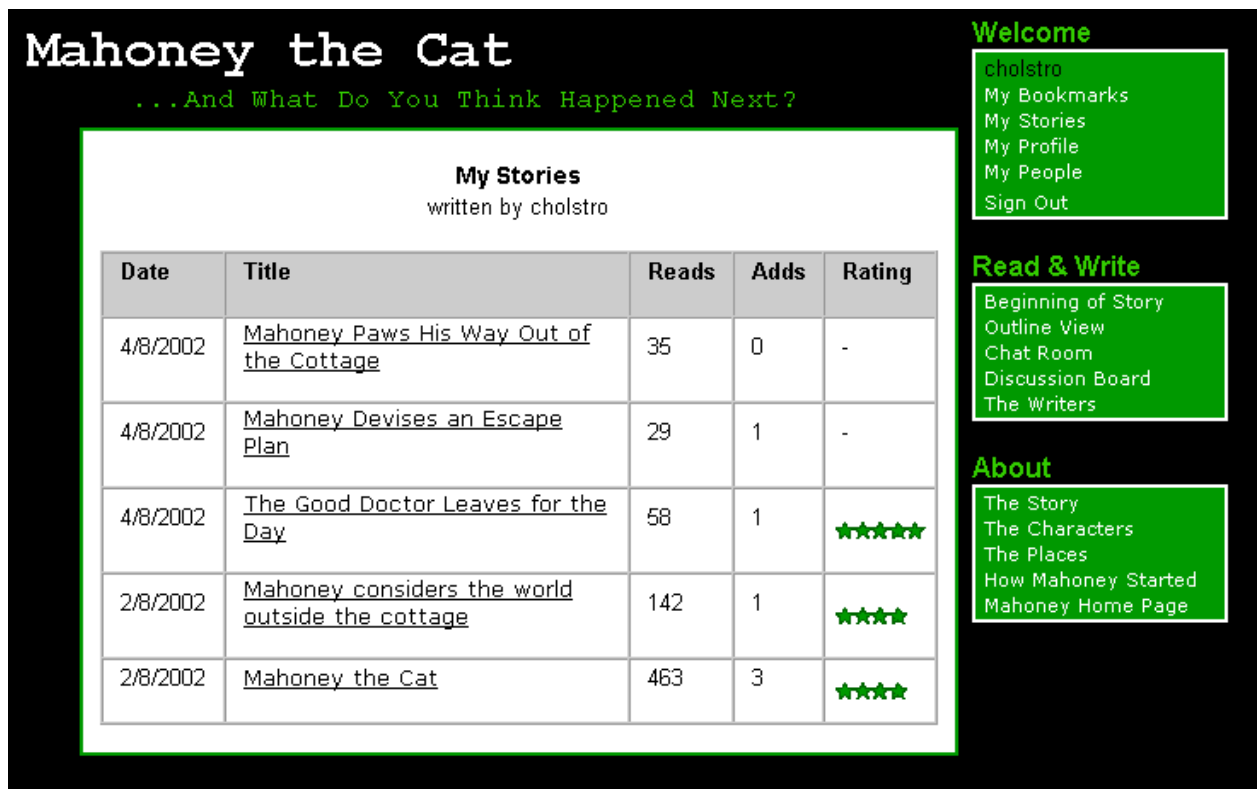 Mahoney the Cat
...And What Do You Think Happened Next?
My Stories
written by cholstro
Date Title Reads Adds Rating
4/8/2002 Mahoney Paws His Way Out of
the Cottage 35 0 -
4/8/2002 Mahoney Devises an Escape
Plan 29 1 -
4/8/2002 The Good Doctor Leaves for the
Day 58 1
2/8/2002 Mahoney considers the world
outside the cottage 142 1
2/8/2002 Mahoney the Cat 463 3
Welcome
cholstro
My Bookmarks
My Stories
My Profile
My People
Sign Out
Read & Write
Beginning of Story
Outline View
Chat Room
Discussion Board
The Writers
About
The Story
The Characters
The Places
How Mahoney Started
Mahoney Home Page